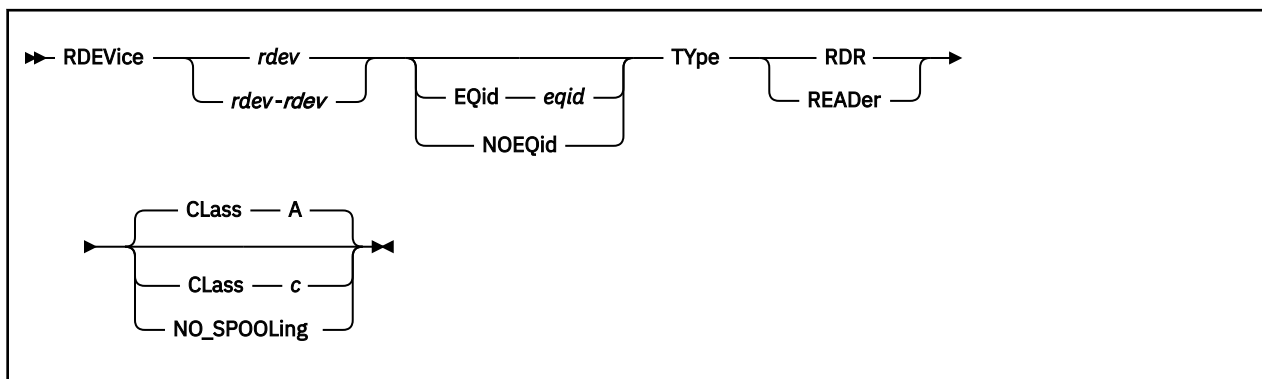 RDEVice rdev TYpe RDR
rdev-rdev EQid eqid READer
NOEQid
CLass A
CLass c
NO_SPOOLing